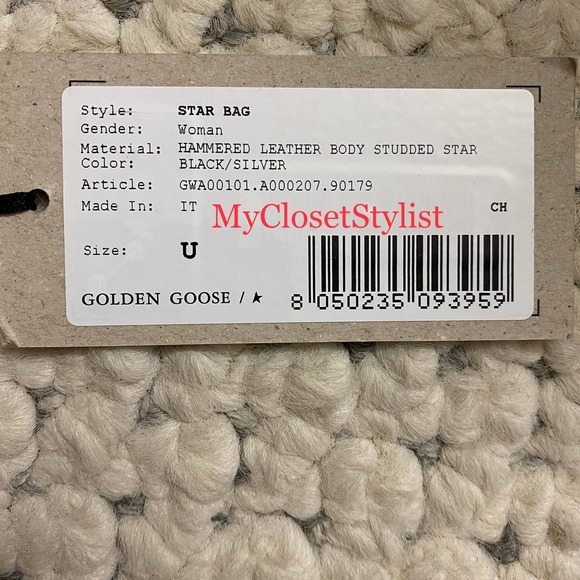 Style: STAR BAG
Gender: Woman
Material: HAMMERED LEATHER BODY STUDDED STAR
Color: BLACK/SILVER
Article: GWA00101.A000207.90179
Made In: IT CH
MyClosetStylist
Size: U
GOLDEN GOOSE / ★
8 050235 093959